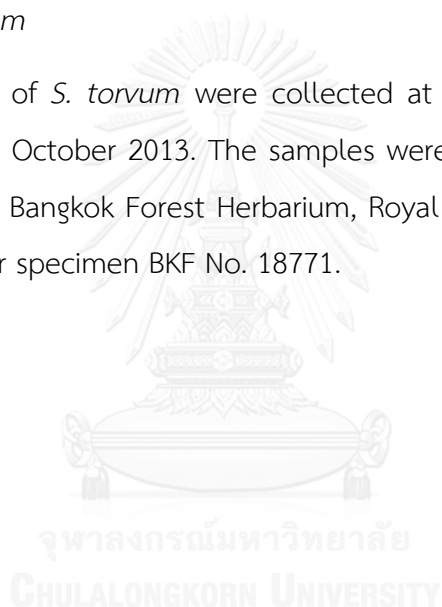 m
of S. torvum were collected at
October 2013. The samples were
Bangkok Forest Herbarium, Royal
r specimen BKF No. 18771.
จุฬาลงกรณ์มหาวิทยาลัย
CHULALONGKORN UNIVERSITY